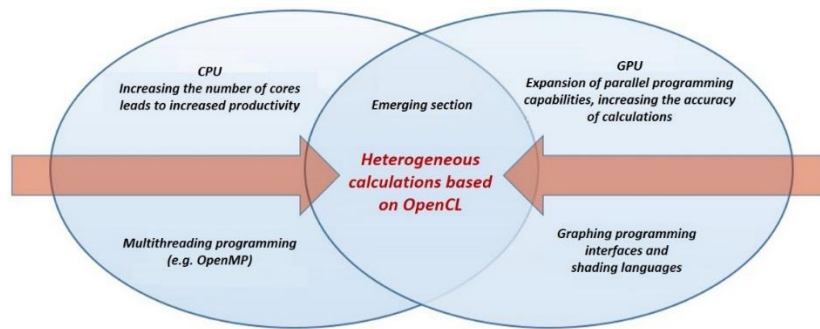 CPU
Increasing the number of cores
leads to increased productivity
Emerging section
GPU
Expansion of parallel programming
capabilities, increasing the accuracy
of calculations
Heterogeneous
calculations based
on OpenCL
Multithreading programming
(e.g. OpenMP)
Graphing programming
interfaces and
shading languages